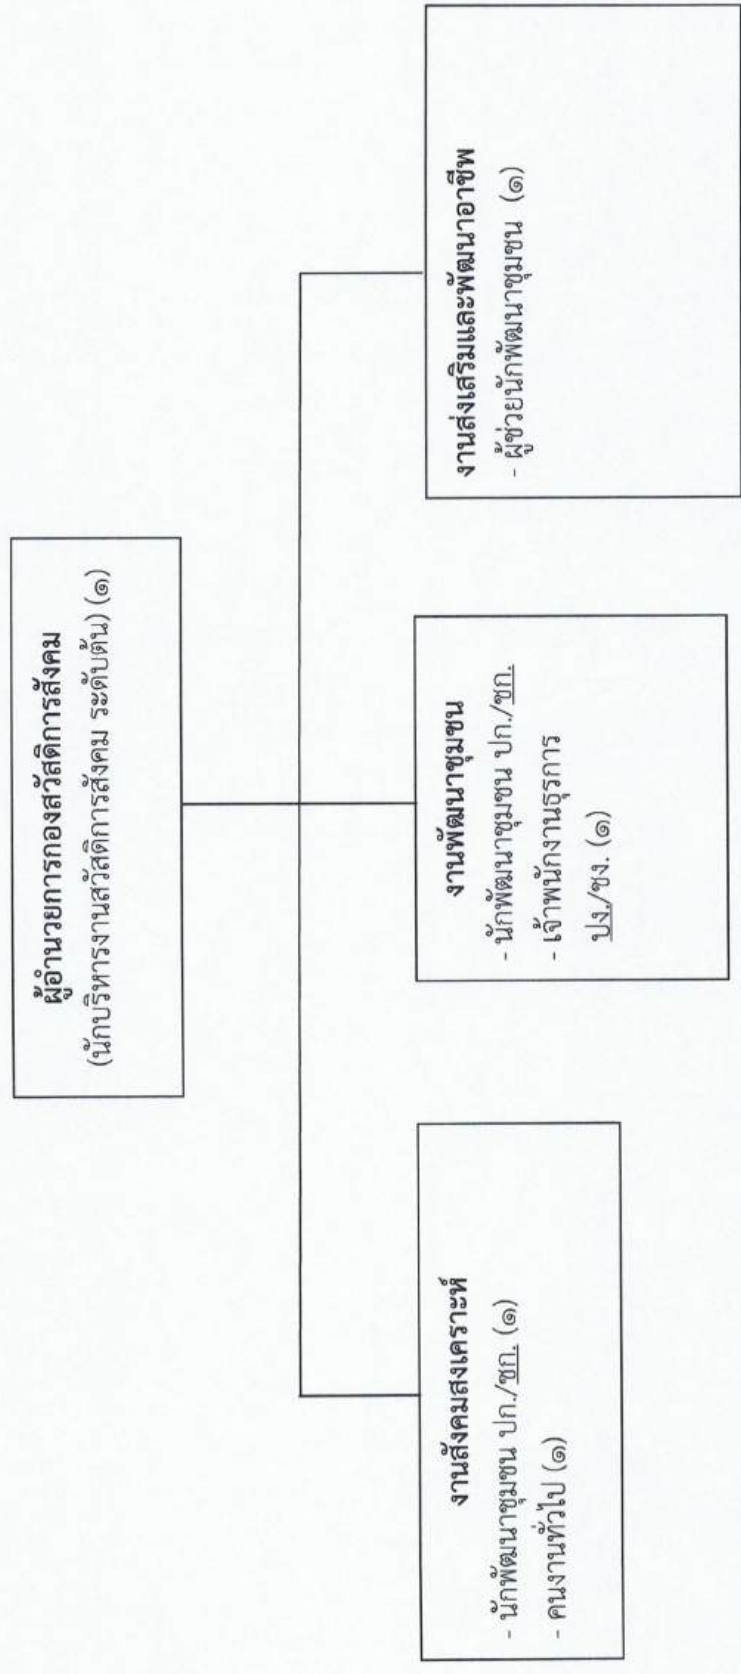 ผู้อำนวยการกองสวัสดิการสังคม
(นักบริหารงานสวัสดิการสังคม ระดับต้น) (๑)
งานสังคมสงเคราะห์
- นักพัฒนาชุมชน ปก./ชก. (๑)
- คนงานทั่วไป (๑)
งานพัฒนาชุมชน
- นักพัฒนาชุมชน ปก./ชก.
- เจ้าพนักงานธุรการ
ปง./ชง. (๑)
งานส่งเสริมและพัฒนาอาชีพ
- ผู้ช่วยนักพัฒนาชุมชน (๑)